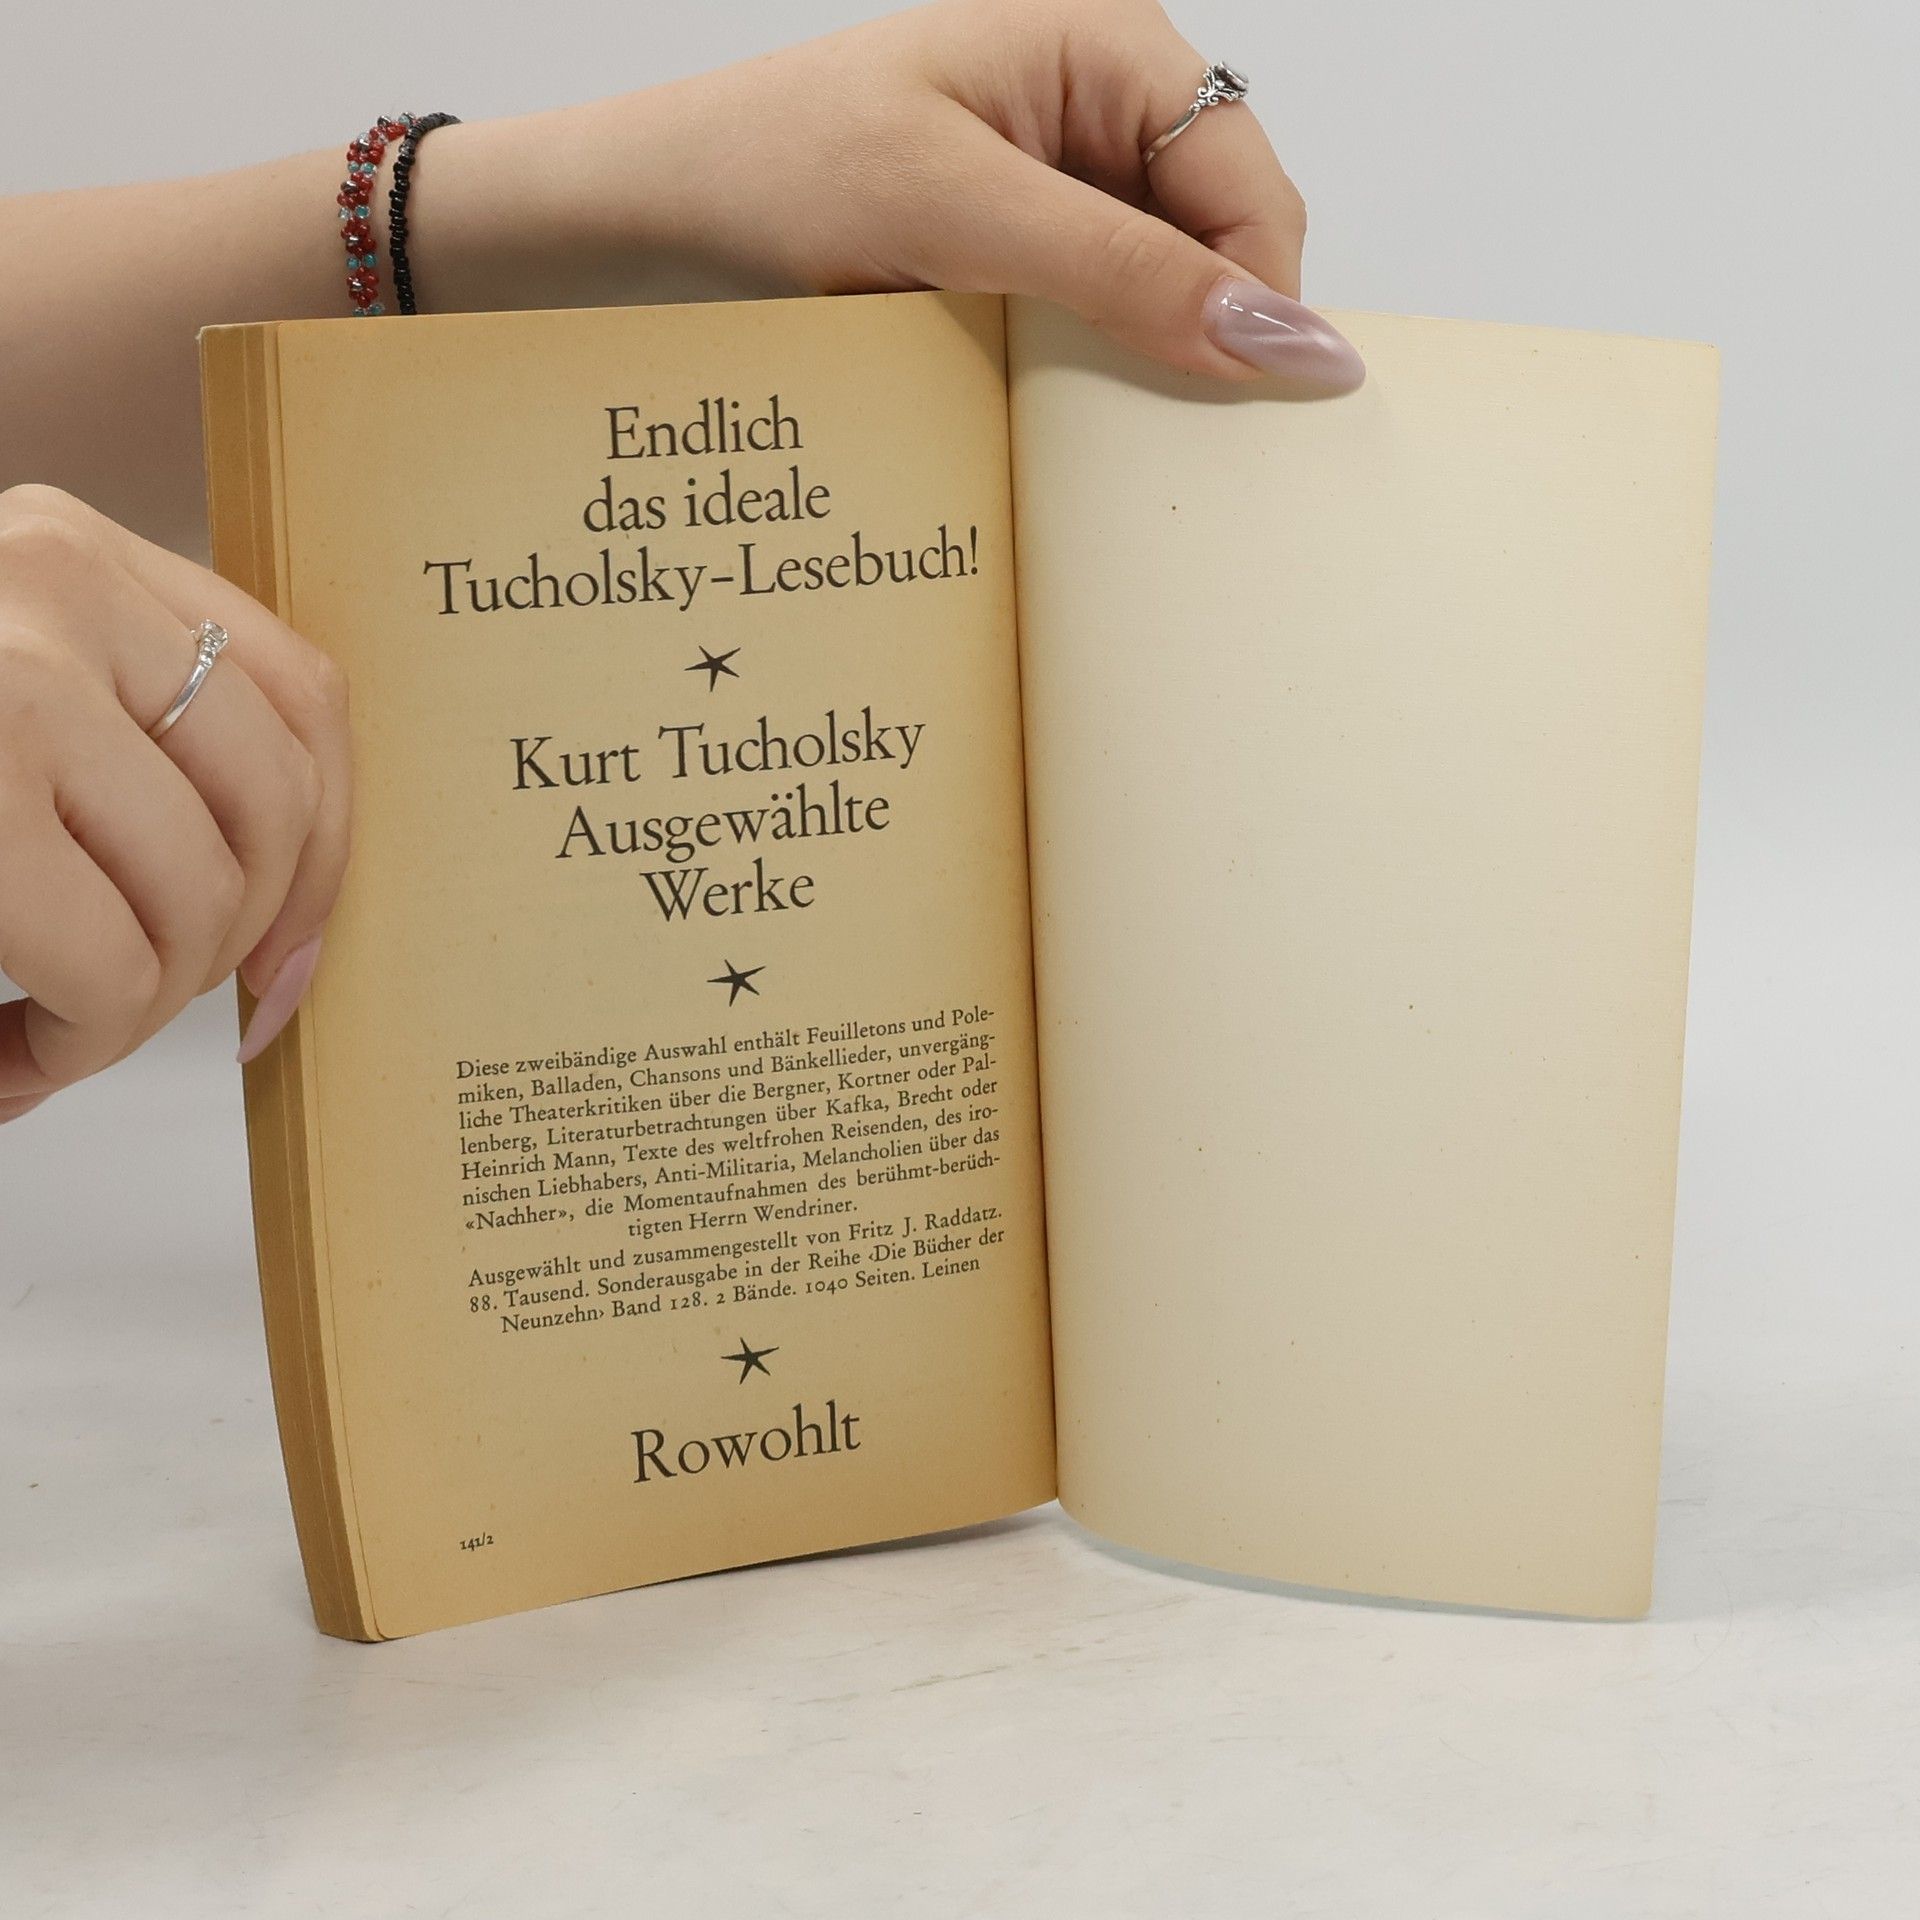 Endlich
das ideale
Tucholsky-Lesebuch!
Kurt Tucholsky
Ausgewählte
Werke
Diese zweibändige Auswahl enthält Feuilletons und Pole-
miken, Balladen, Chansons und Bänkellieder, unvergäng-
liche Theaterkritiken über die Bergner, Kortner oder Pal-
lenberg, Literaturbetrachtungen über Kafka, Brecht oder
Heinrich Mann, Texte des weltfrohen Reisenden, des iro-
nischen Liebhabers, Anti-Militaria, Melancholien über das
«Nachher», die Momentaufnahmen des berühmt-berüch-
tigten Herrn Wendriner.
Ausgewählt und zusammengestellt von Fritz J. Raddatz.
88. Tausend. Sonderausgabe in der Reihe ‹Die Bücher der
Neunzehn› Band 128. 2 Bände. 1040 Seiten. Leinen
Rowohlt
141/2